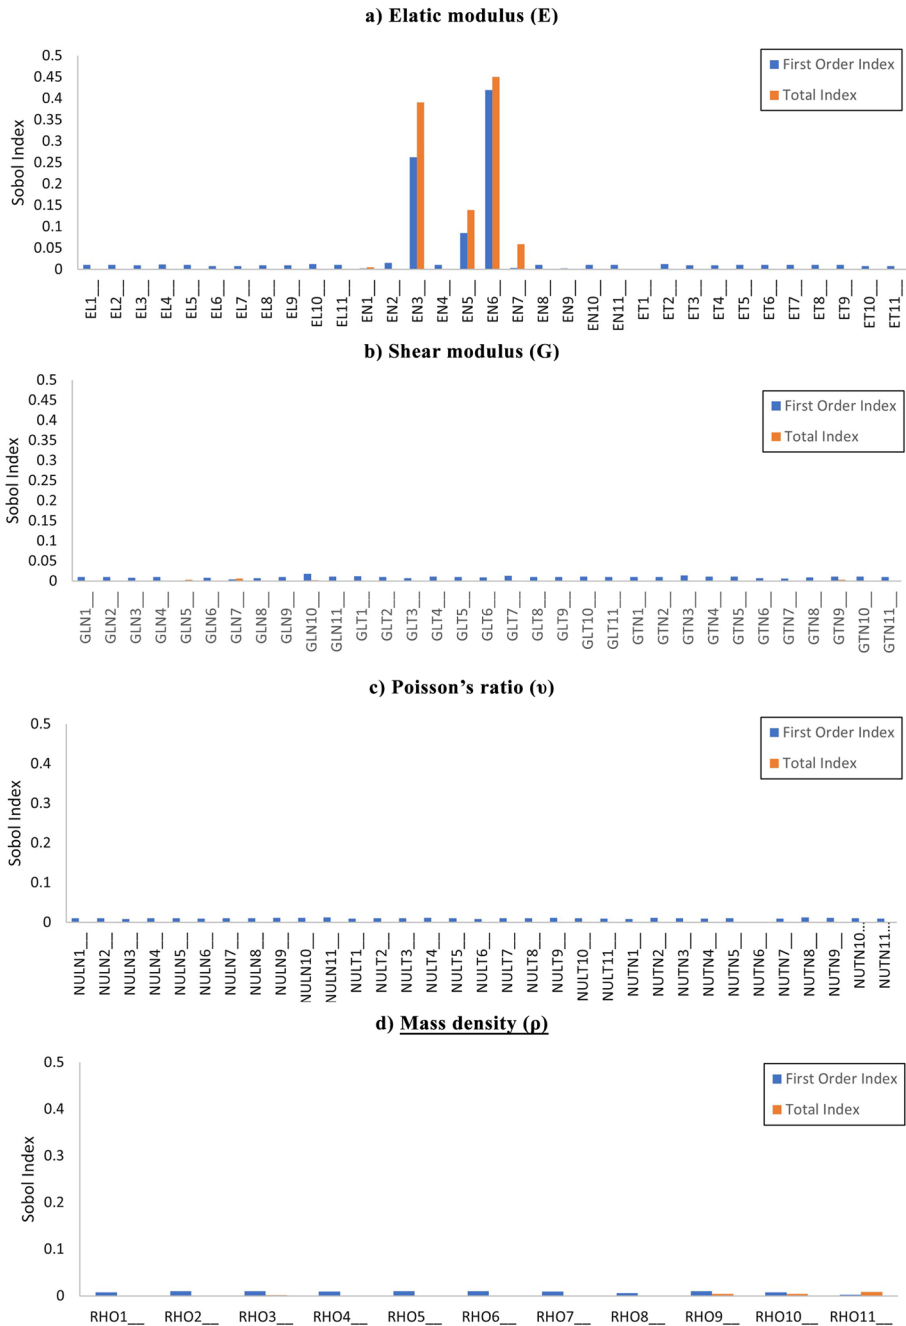 a) Elatic modulus (E)
0.5
0.45
0.4
0.35
0.3
0.25
0.2
0.15
0.1
0.05
0
Sobol Index
First Order Index
Total Index
EL1__ EL2__ EL3__ EL4__ EL5__ EL6__ EL7__ EL8__ EL9__ EL10__ EL11__ EN1__ EN2__ EN3__ EN4__ EN5__ EN6__ EN7__ EN8__ EN9__ EN10__ EN11__ ET1__ ET2__ ET3__ ET4__ ET5__ ET6__ ET7__ ET8__ ET9__ ET10__ ET11__
b) Shear modulus (G)
0.5
0.45
0.4
0.35
0.3
0.25
0.2
0.15
0.1
0.05
0
Sobol Index
First Order Index
Total Index
GLN1__ GLN2__ GLN3__ GLN4__ GLN5__ GLN6__ GLN7__ GLN8__ GLN9__ GLN10__ GLN11__ GLT1__ GLT2__ GLT3__ GLT4__ GLT5__ GLT6__ GLT7__ GLT8__ GLT9__ GLT10__ GLT11__ GTN1__ GTN2__ GTN3__ GTN4__ GTN5__ GTN6__ GTN7__ GTN8__ GTN9__ GTN10__ GTN11__
c) Poisson’s ratio (υ)
0.5
0.4
0.3
0.2
0.1
0
Sobol Index
First Order Index
Total Index
NULN1__ NULN2__ NULN3__ NULN4__ NULN5__ NULN6__ NULN7__ NULN8__ NULN9__ NULN10__ NULN11__ NULT1__ NULT2__ NULT3__ NULT4__ NULT5__ NULT6__ NULT7__ NULT8__ NULT9__ NULT10__ NULT11__ NUTN1__ NUTN2__ NUTN3__ NUTN4__ NUTN5__ NUTN6__ NUTN7__ NUTN8__ NUTN9__ NUTN10... NUTN11...
d) Mass density (ρ)
0.5
0.4
0.3
0.2
0.1
0
Sobol Index
First Order Index
Total Index
RHO1__ RHO2__ RHO3__ RHO4__ RHO5__ RHO6__ RHO7__ RHO8__ RHO9__ RHO10__ RHO11__